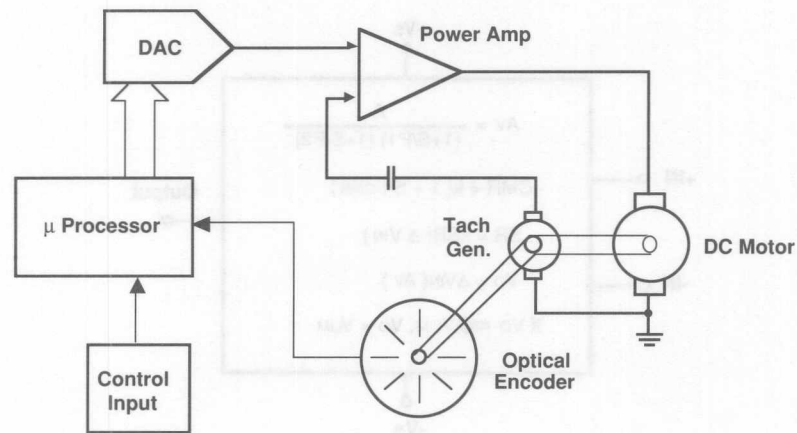 DAC
Power Amp
μ Processor
Tach
Gen.
DC Motor
Optical
Encoder
Control
Input